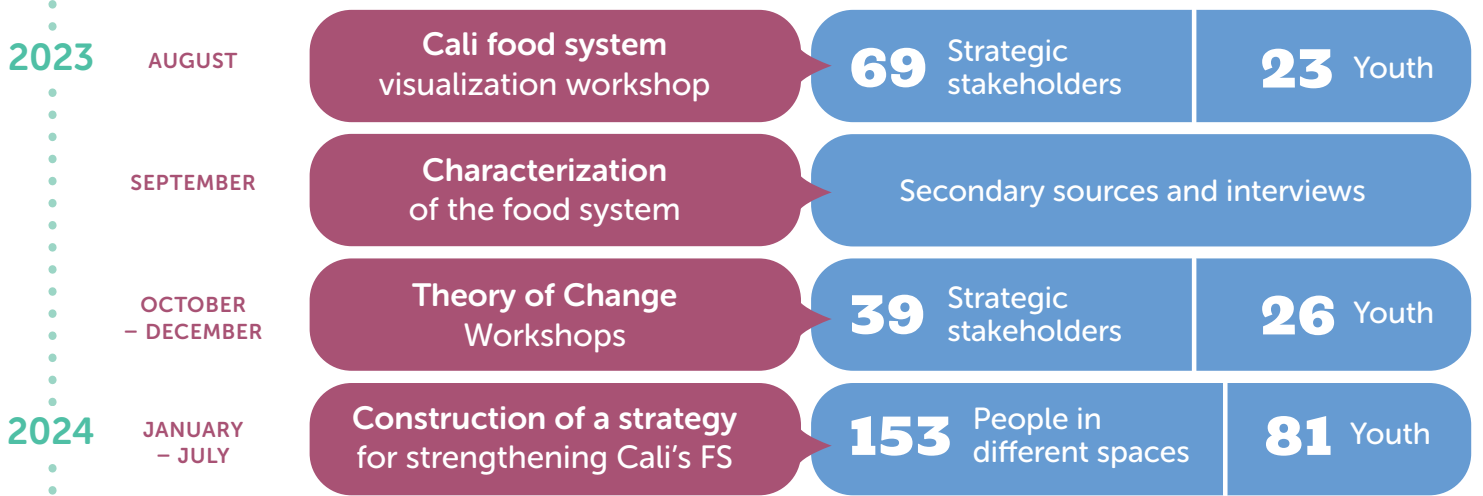 2023
AUGUST
Cali food system
visualization workshop
69 Strategic
stakeholders
23 Youth
SEPTEMBER
Characterization
of the food system
Secondary sources and interviews
OCTOBER
– DECEMBER
Theory of Change
Workshops
39 Strategic
stakeholders
26 Youth
2024
JANUARY
– JULY
Construction of a strategy
for strengthening Cali's FS
153 People in
different spaces
81 Youth